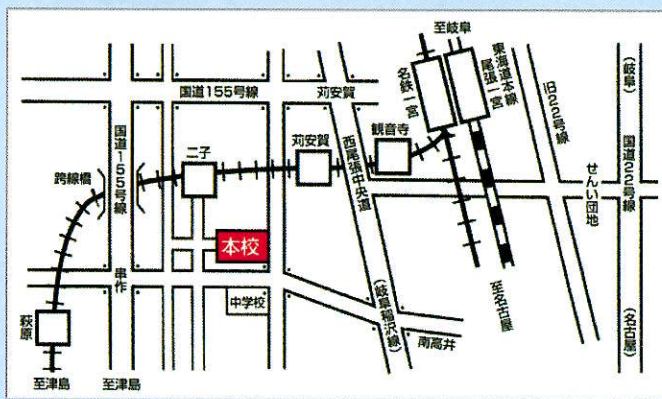 至岐阜
名鉄一宮
東海道本線
尾張一宮
旧22号線
(岐阜)
国道155号線
苅安賀
国道155号線
跨線橋
二子
苅安賀
西尾張中央道
観音寺
せんい団地
国道22号線
本校
串作
中学校
(岐阜稲沢線)
南高井
至名古屋
(名古屋)
萩原
至津島
至津島